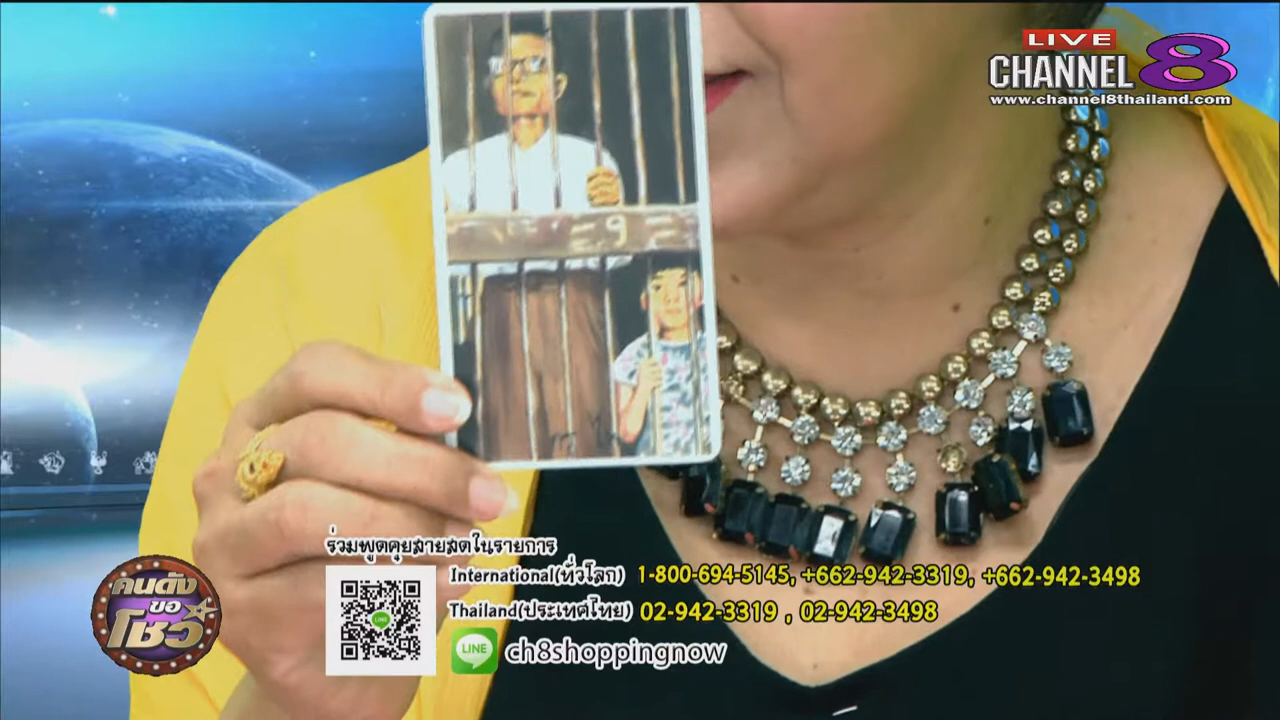 LIVE
CHANNEL 8
www.channel8thailand.com
ร่วมพูดคุยสายสดในรายการ
International(ทั่วโลก) 1-800-694-5145, +662-942-3319, +662-942-3498
Thailand(ประเทศไทย) 02-942-3319 , 02-942-3498
LINE
LINE ch8shoppingnow
คนดัง
ขอ
โชว์